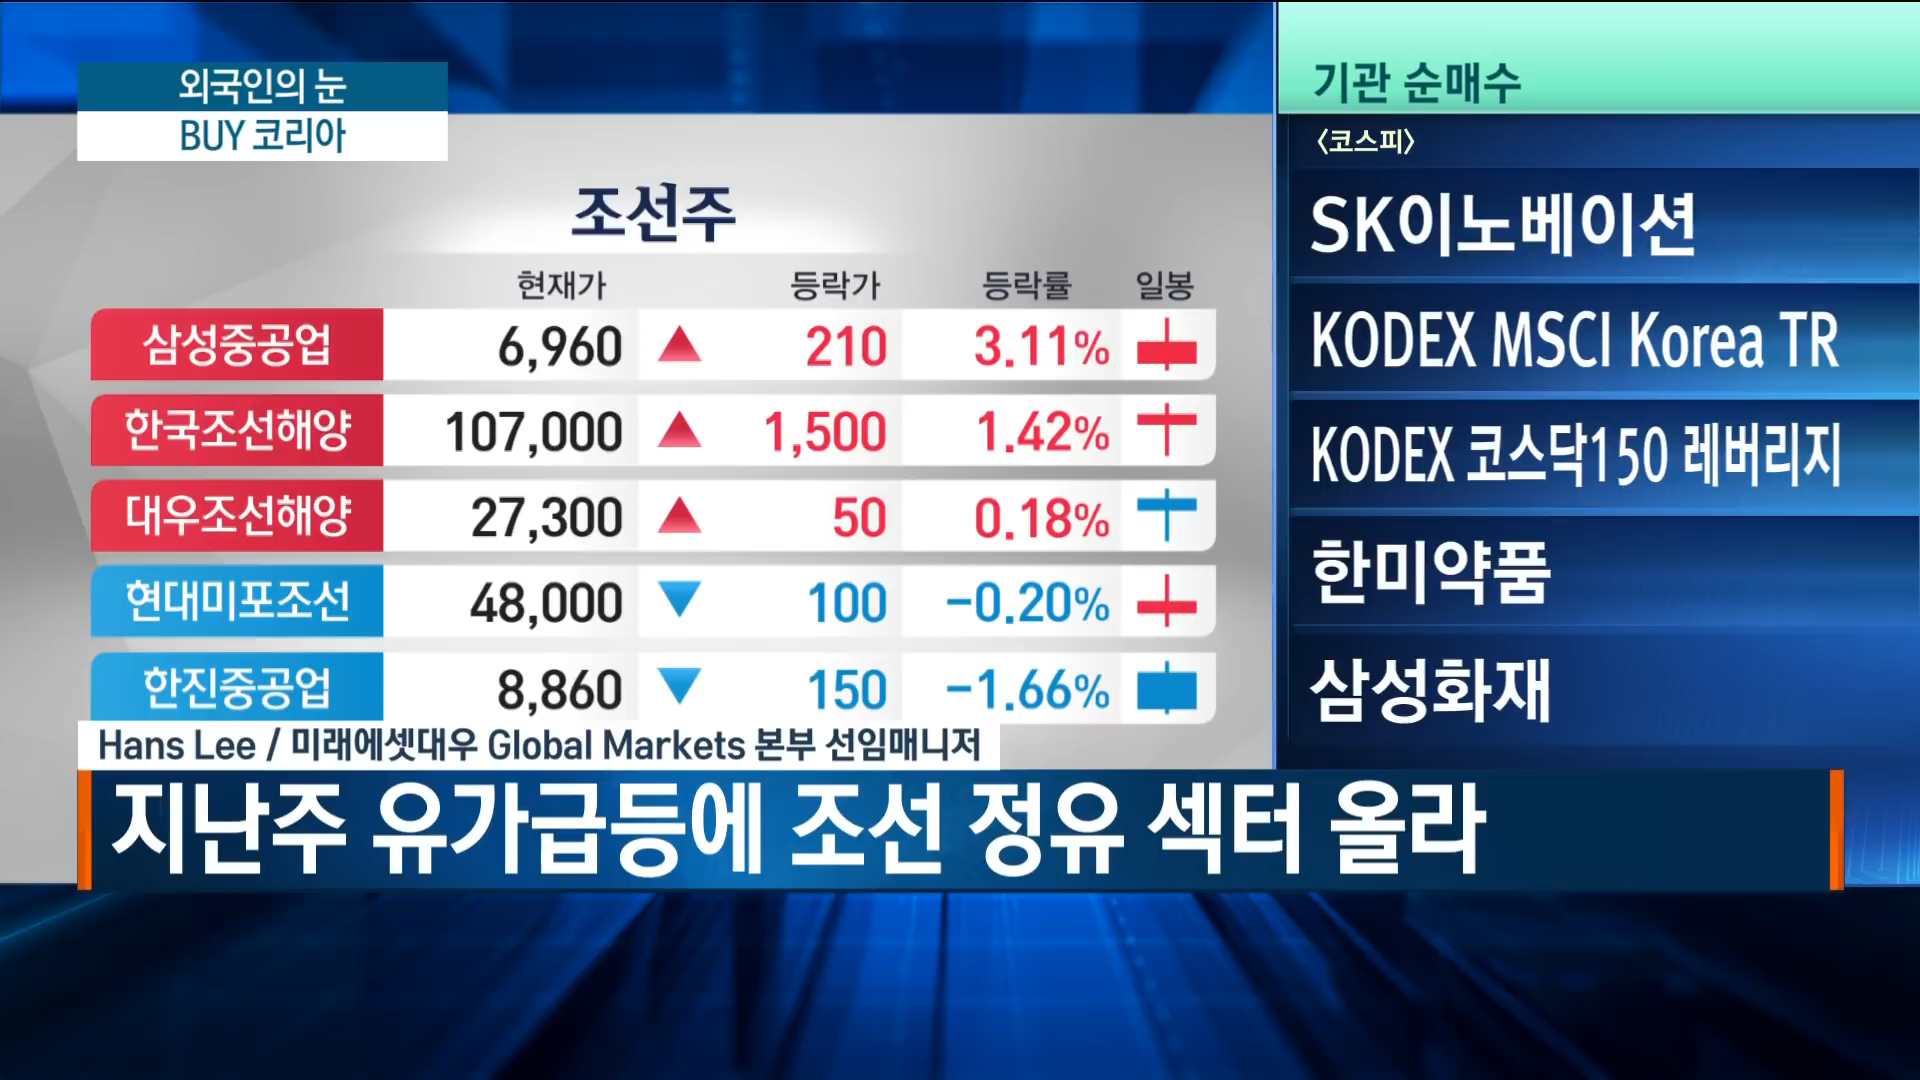 외국인의 눈
BUY 코리아
조선주
현재가 등락가 등락률 일봉
삼성중공업 6,960 ▲ 210 3.11%
한국조선해양 107,000 ▲ 1,500 1.42%
대우조선해양 27,300 ▲ 50 0.18%
현대미포조선 48,000 ▼ 100 -0.20%
한진중공업 8,860 ▼ 150 -1.66%
기관 순매수
〈코스피〉
SK이노베이션
KODEX MSCI Korea TR
KODEX 코스닥150 레버리지
한미약품
삼성화재
Hans Lee / 미래에셋대우 Global Markets 본부 선임매니저
지난주 유가급등에 조선 정유 섹터 올라